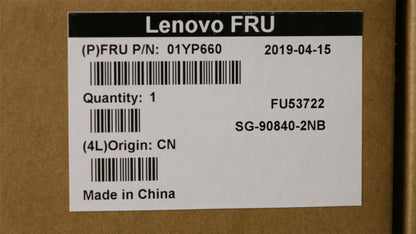 Lenovo FRU
(P)FRU P/N: 01YP660 2019-04-15
Quantity: 1
FU53722
SG-90840-2NB
(4L)Origin: CN
Made in China